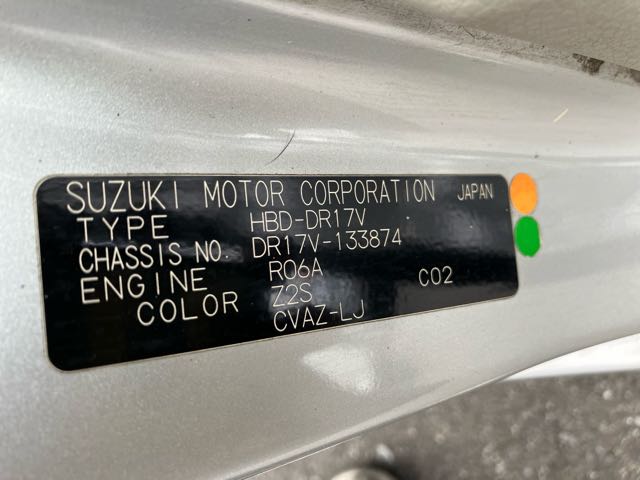 SUZUKI MOTOR CORPORATION JAPAN
TYPE HBD-DR17V
CHASSIS NO. DR17V-133874
ENGINE R06A
COLOR Z2S C02
CVAZ-LJ